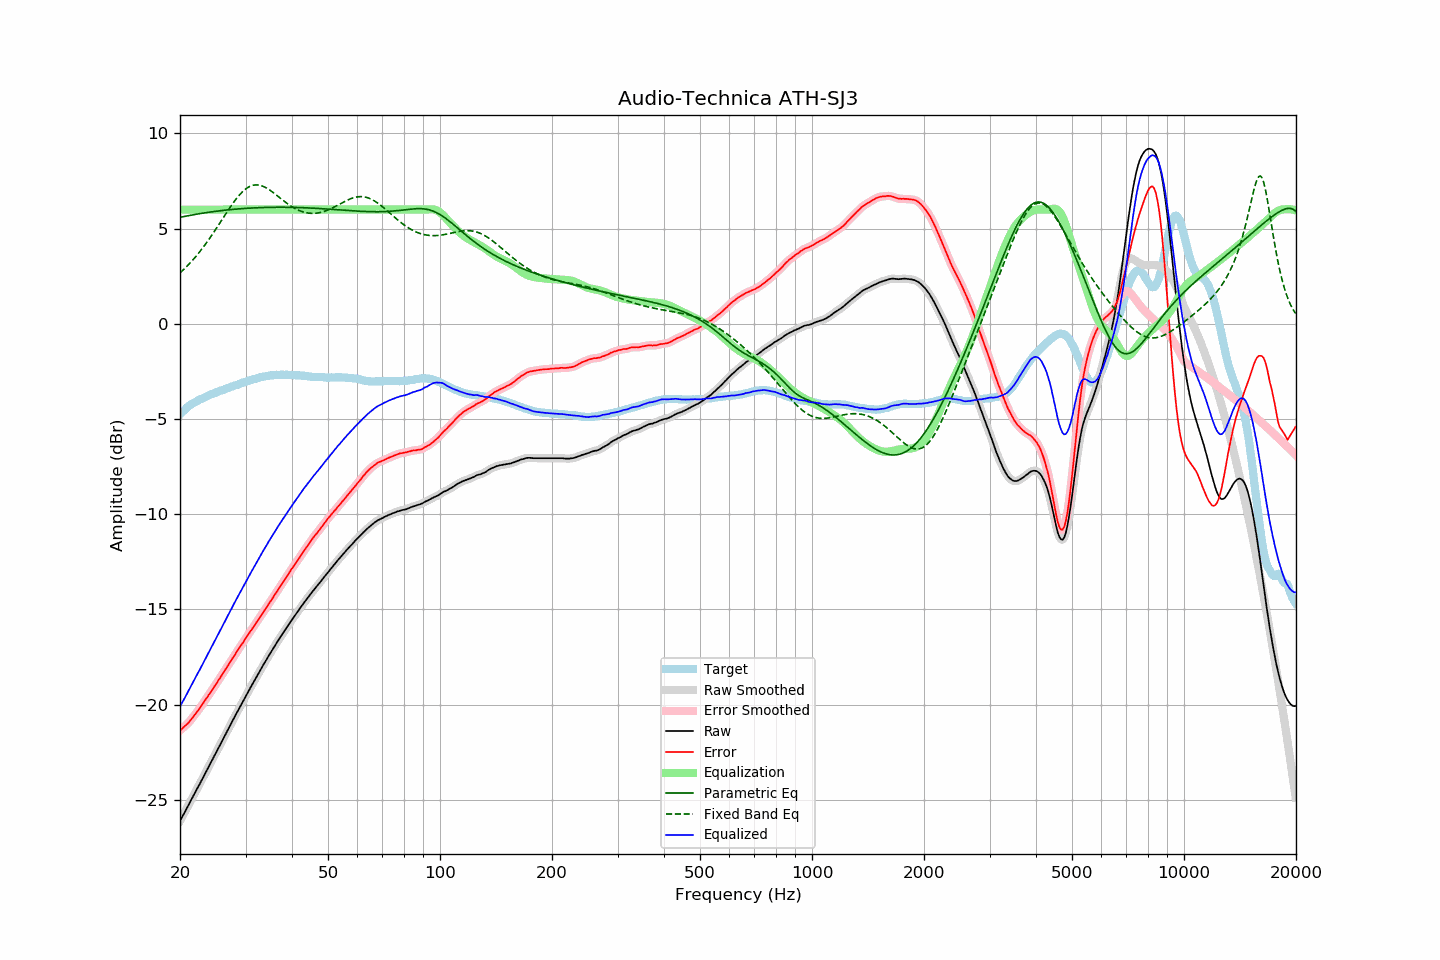 Audio-Technica ATH-SJ3
10
5
0
−5
−10
−15
−20
−25
Amplitude (dBr)
Target
Raw Smoothed
Error Smoothed
Raw
Error
Equalization
Parametric Eq
Fixed Band Eq
Equalized
20 50 100 200 500 1000 2000 5000 10000 20000
Frequency (Hz)